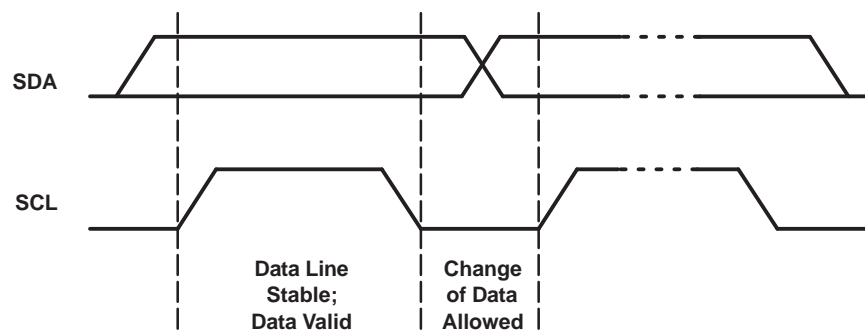 SDA
SCL
Data Line
Stable;
Data Valid
Change
of Data
Allowed